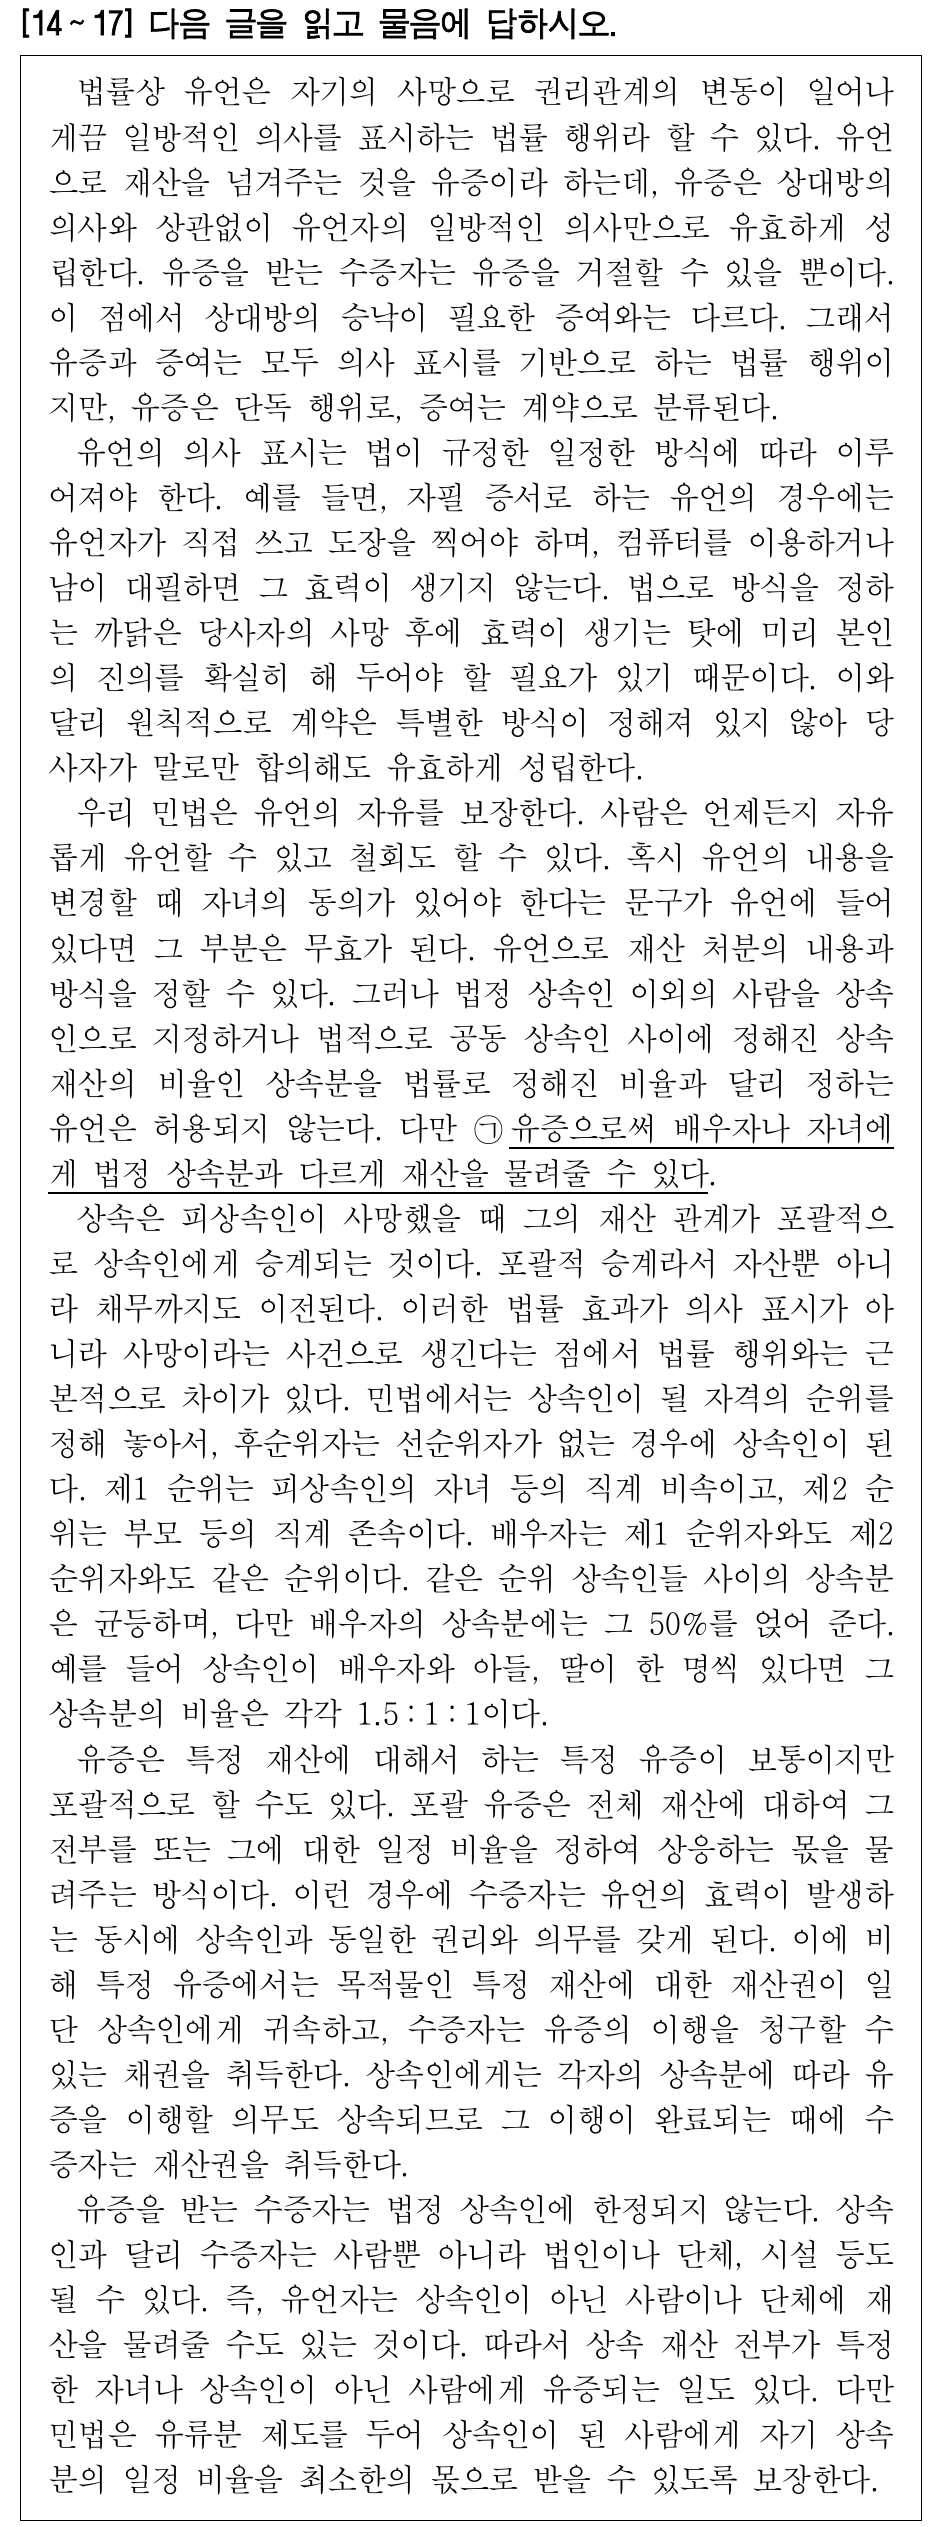 [14 ~ 17] 다음 글을 읽고 물음에 답하시오.
법률상 유언은 자기의 사망으로 권리관계의 변동이 일어나
게끔 일방적인 의사를 표시하는 법률 행위라 할 수 있다. 유언
으로 재산을 넘겨주는 것을 유증이라 하는데, 유증은 상대방의
의사와 상관없이 유언자의 일방적인 의사만으로 유효하게 성
립한다. 유증을 받는 수증자는 유증을 거절할 수 있을 뿐이다.
이 점에서 상대방의 승낙이 필요한 증여와는 다르다. 그래서
유증과 증여는 모두 의사 표시를 기반으로 하는 법률 행위이
지만, 유증은 단독 행위로, 증여는 계약으로 분류된다.
유언의 의사 표시는 법이 규정한 일정한 방식에 따라 이루
어져야 한다. 예를 들면, 자필 증서로 하는 유언의 경우에는
유언자가 직접 쓰고 도장을 찍어야 하며, 컴퓨터를 이용하거나
남이 대필하면 그 효력이 생기지 않는다. 법으로 방식을 정하
는 까닭은 당사자의 사망 후에 효력이 생기는 탓에 미리 본인
의 진의를 확실히 해 두어야 할 필요가 있기 때문이다. 이와
달리 원칙적으로 계약은 특별한 방식이 정해져 있지 않아 당
사자가 말로만 합의해도 유효하게 성립한다.
우리 민법은 유언의 자유를 보장한다. 사람은 언제든지 자유
롭게 유언할 수 있고 철회도 할 수 있다. 혹시 유언의 내용을
변경할 때 자녀의 동의가 있어야 한다는 문구가 유언에 들어
있다면 그 부분은 무효가 된다. 유언으로 재산 처분의 내용과
방식을 정할 수 있다. 그러나 법정 상속인 이외의 사람을 상속
인으로 지정하거나 법적으로 공동 상속인 사이에 정해진 상속
재산의 비율인 상속분을 법률로 정해진 비율과 달리 정하는
유언은 허용되지 않는다. 다만 ㉠유증으로써 배우자나 자녀에
게 법정 상속분과 다르게 재산을 물려줄 수 있다.
상속은 피상속인이 사망했을 때 그의 재산 관계가 포괄적으
로 상속인에게 승계되는 것이다. 포괄적 승계라서 자산뿐 아니
라 채무까지도 이전된다. 이러한 법률 효과가 의사 표시가 아
니라 사망이라는 사건으로 생긴다는 점에서 법률 행위와는 근
본적으로 차이가 있다. 민법에서는 상속인이 될 자격의 순위를
정해 놓아서, 후순위자는 선순위자가 없는 경우에 상속인이 된
다. 제1 순위는 피상속인의 자녀 등의 직계 비속이고, 제2 순
위는 부모 등의 직계 존속이다. 배우자는 제1 순위자와도 제2
순위자와도 같은 순위이다. 같은 순위 상속인들 사이의 상속분
은 균등하며, 다만 배우자의 상속분에는 그 50%를 얹어 준다.
예를 들어 상속인이 배우자와 아들, 딸이 한 명씩 있다면 그
상속분의 비율은 각각 1.5 : 1 : 1이다.
유증은 특정 재산에 대해서 하는 특정 유증이 보통이지만
포괄적으로 할 수도 있다. 포괄 유증은 전체 재산에 대하여 그
전부를 또는 그에 대한 일정 비율을 정하여 상응하는 몫을 물
려주는 방식이다. 이런 경우에 수증자는 유언의 효력이 발생하
는 동시에 상속인과 동일한 권리와 의무를 갖게 된다. 이에 비
해 특정 유증에서는 목적물인 특정 재산에 대한 재산권이 일
단 상속인에게 귀속하고, 수증자는 유증의 이행을 청구할 수
있는 채권을 취득한다. 상속인에게는 각자의 상속분에 따라 유
증을 이행할 의무도 상속되므로 그 이행이 완료되는 때에 수
증자는 재산권을 취득한다.
유증을 받는 수증자는 법정 상속인에 한정되지 않는다. 상속
인과 달리 수증자는 사람뿐 아니라 법인이나 단체, 시설 등도
될 수 있다. 즉, 유언자는 상속인이 아닌 사람이나 단체에 재
산을 물려줄 수도 있는 것이다. 따라서 상속 재산 전부가 특정
한 자녀나 상속인이 아닌 사람에게 유증되는 일도 있다. 다만
민법은 유류분 제도를 두어 상속인이 된 사람에게 자기 상속
분의 일정 비율을 최소한의 몫으로 받을 수 있도록 보장한다.